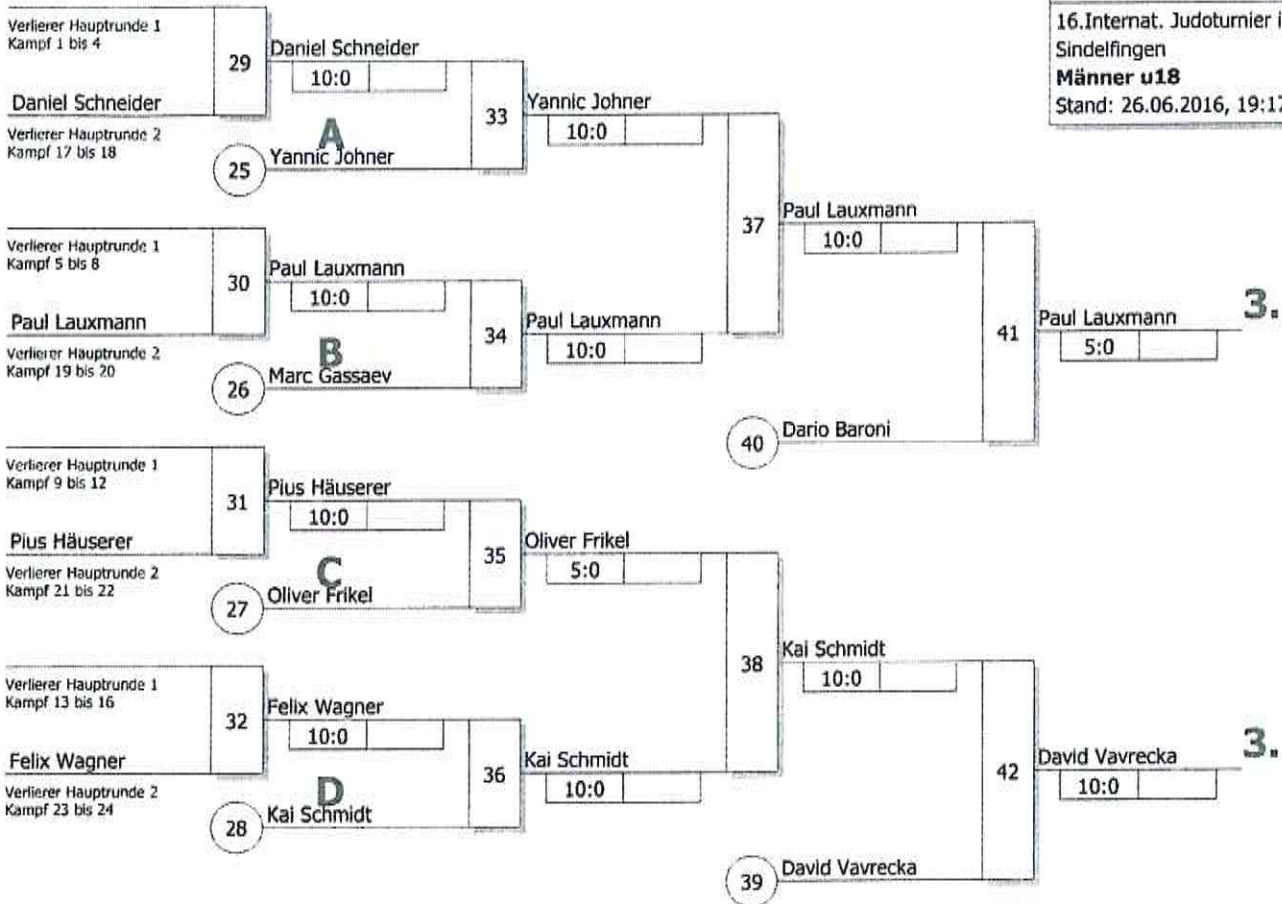 16.Internat. Judoturnier i
Sindelfingen
Männer u18
Stand: 26.06.2016, 19:17
Verlierer Hauptrunde 1
Kampf 1 bis 4
29
Daniel Schneider
10:0
Daniel Schneider
Verlierer Hauptrunde 2
Kampf 17 bis 18
A
25
Yannic Johner
33
Yannic Johner
10:0
Verlierer Hauptrunde 1
Kampf 5 bis 8
30
Paul Lauxmann
10:0
Paul Lauxmann
Verlierer Hauptrunde 2
Kampf 19 bis 20
B
26
Marc Gassaev
34
Paul Lauxmann
10:0
37
Paul Lauxmann
10:0
40
Dario Baroni
41
Paul Lauxmann
5:0
3.
Verlierer Hauptrunde 1
Kampf 9 bis 12
31
Pius Häuserer
10:0
Pius Häuserer
Verlierer Hauptrunde 2
Kampf 21 bis 22
C
27
Oliver Frikel
35
Oliver Frikel
5:0
Verlierer Hauptrunde 1
Kampf 13 bis 16
32
Felix Wagner
10:0
Felix Wagner
Verlierer Hauptrunde 2
Kampf 23 bis 24
D
28
Kai Schmidt
36
Kai Schmidt
10:0
38
Kai Schmidt
10:0
39
David Vavrecka
42
David Vavrecka
10:0
3.